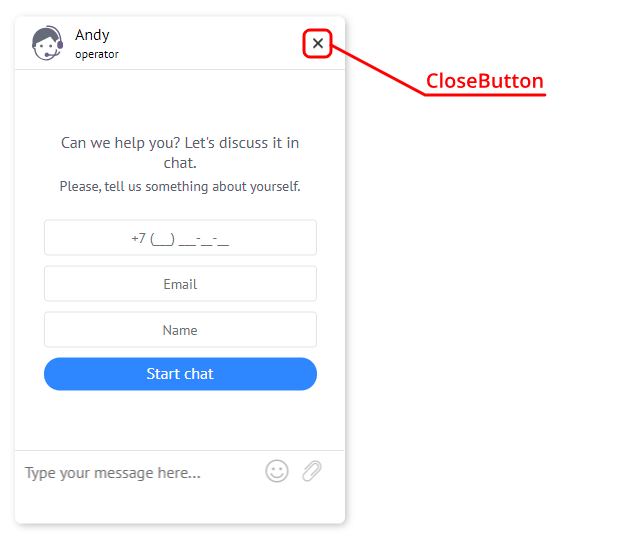 Andy
operator
CloseButton
Can we help you? Let's discuss it in
chat.
Please, tell us something about yourself.
+7 (___) ___-__-__
Email
Name
Start chat
Type your message here...